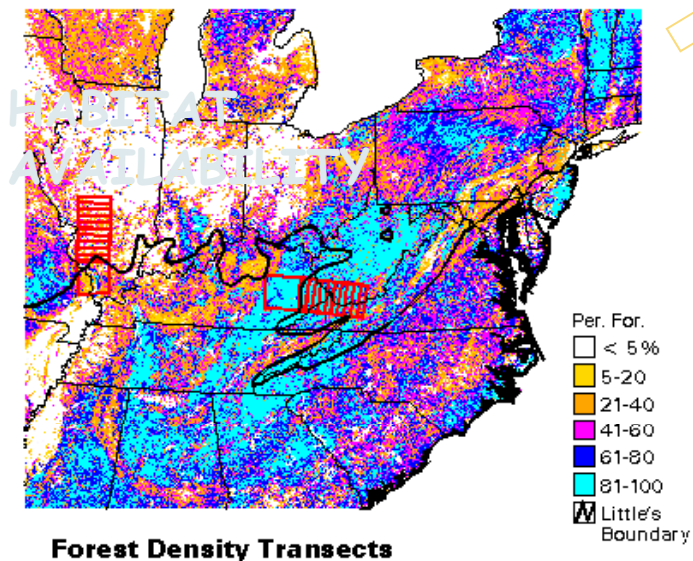 HABITAT
AVAILABILITY
Per. For.
< 5%
5-20
21-40
41-60
61-80
81-100
Little's
Boundary
Forest Density Transects